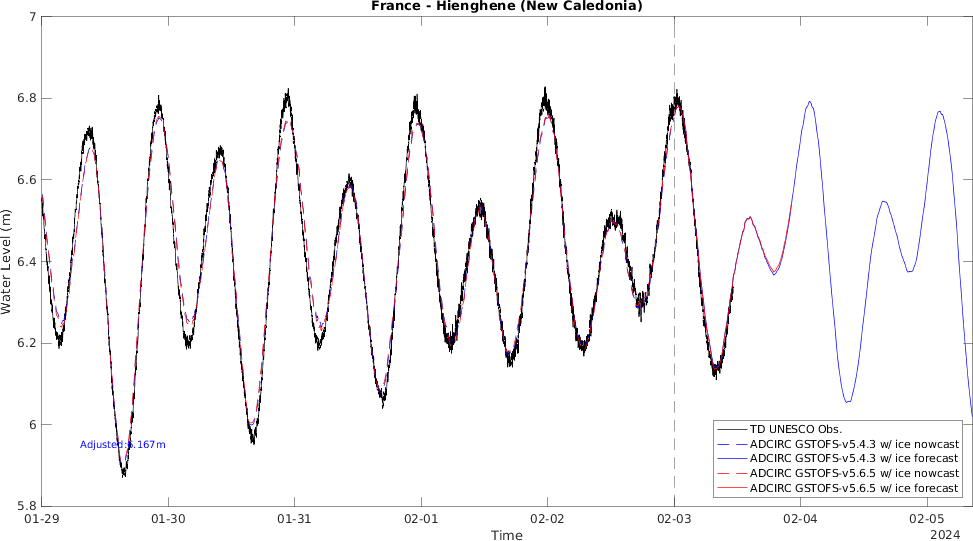 France - Hienghene (New Caledonia)
7
6.8
6.6
6.4
6.2
6
5.8
Water Level (m)
Adjusted: 167m
TD UNESCO Obs.
ADCIRC GSTOFS-v5.4.3 w/ ice nowcast
ADCIRC GSTOFS-v5.4.3 w/ ice forecast
ADCIRC GSTOFS-v5.6.5 w/ ice nowcast
ADCIRC GSTOFS-v5.6.5 w/ ice forecast
01-29 01-30 01-31 02-01 02-02 02-03 02-04 02-05
Time 2024